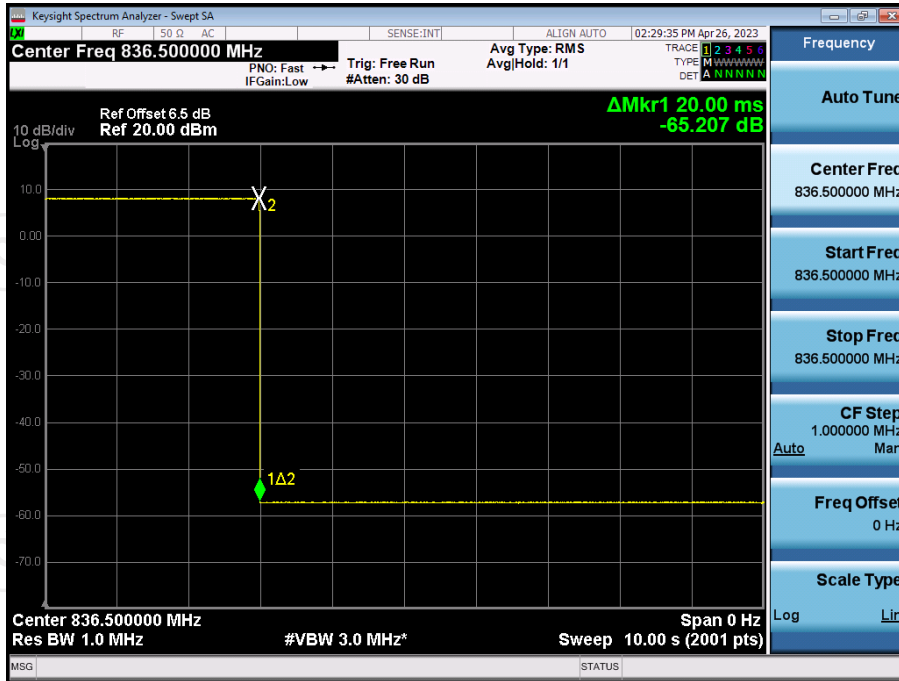 Keysight Spectrum Analyzer - Swept SA
LXI RF 50 Ω AC SENSE:INT ALIGN AUTO 02:29:35 PM Apr 26, 2023
Center Freq 836.500000 MHz
PNO: Fast
IFGain:Low
Trig: Free Run
#Atten: 30 dB
Avg Type: RMS
Avg|Hold: 1/1
TRACE 1 2 3 4 5 6
TYPE M WWWWW
DET A N N N N N
ΔMkr1 20.00 ms
-65.207 dB
Ref Offset 6.5 dB
10 dB/div Ref 20.00 dBm
Log
10.0
0.00
-10.0
-20.0
-30.0
-40.0
-50.0
-60.0
-70.0
2
1Δ2
Center 836.500000 MHz Span 0 Hz
Res BW 1.0 MHz #VBW 3.0 MHz* Sweep 10.00 s (2001 pts)
MSG STATUS
Frequency
Auto Tune
Center Freq
836.500000 MHz
Start Freq
836.500000 MHz
Stop Freq
836.500000 MHz
CF Step
1.000000 MHz
Auto Man
Freq Offset
0 Hz
Scale Type
Log Lin